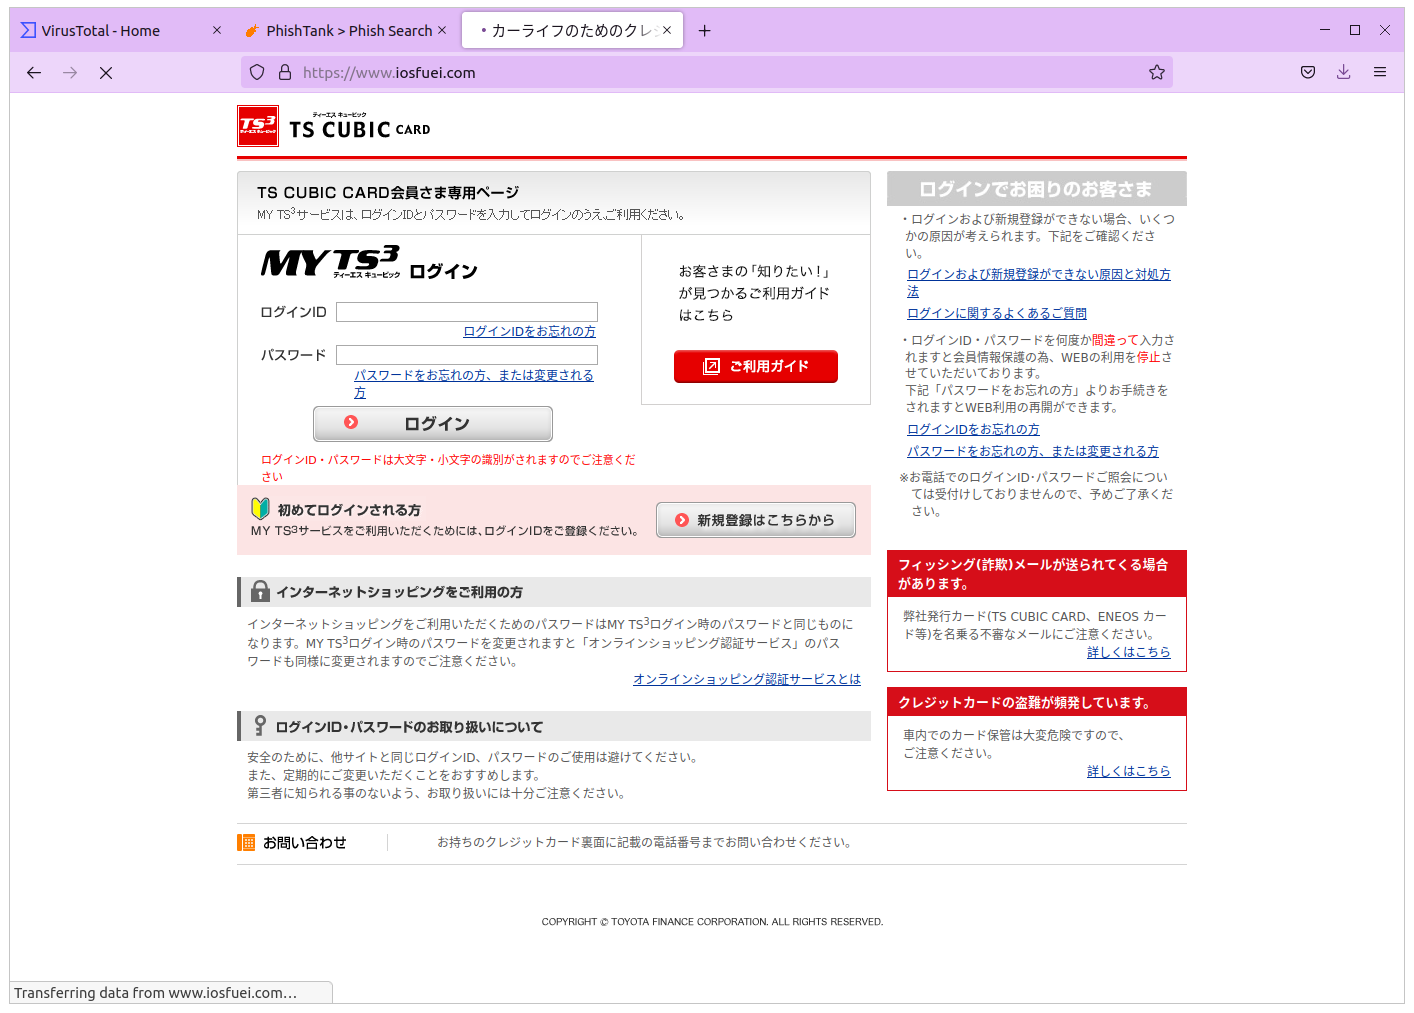 VirusTotal - Home
PhishTank > Phish Search
カーライフのためのクレ
https://www.iosfuei.com
TS3
ティーエス キュービック
ティーエス キュービック
TS CUBIC CARD
TS CUBIC CARD会員さま専用ページ
MY TS3サービスは、ログインIDとパスワードを入力してログインのうえ、ご利用ください。
MY TS3 ログイン
ティーエス キュービック
ログインID
ログインIDをお忘れの方
パスワード
パスワードをお忘れの方、または変更される
方
ログイン
ログインID・パスワードは大文字・小文字の識別がされますのでご注意くだ
さい
お客さまの「知りたい！」
が見つかるご利用ガイド
はこちら
ご利用ガイド
初めてログインされる方
MY TS3サービスをご利用いただくためには、ログインIDをご登録ください。
新規登録はこちらから
インターネットショッピングをご利用の方
インターネットショッピングをご利用いただくためのパスワードはMY TS3ログイン時のパスワードと同じものに
なります。MY TS3ログイン時のパスワードを変更されますと「オンラインショッピング認証サービス」のパス
ワードも同様に変更されますのでご注意ください。
オンラインショッピング認証サービスとは
ログインID・パスワードのお取り扱いについて
安全のために、他サイトと同じログインID、パスワードのご使用は避けてください。
また、定期的にご変更いただくことをおすすめします。
第三者に知られる事のないよう、お取り扱いには十分ご注意ください。
ログインでお困りのお客さま
・ログインおよび新規登録ができない場合、いくつ
かの原因が考えられます。下記をご確認くださ
い。
ログインおよび新規登録ができない原因と対処方
法
ログインに関するよくあるご質問
・ログインID・パスワードを何度か間違って入力さ
れますと会員情報保護の為、WEBの利用を停止さ
せていただいております。
下記「パスワードをお忘れの方」よりお手続きを
されますとWEB利用の再開ができます。
ログインIDをお忘れの方
パスワードをお忘れの方、または変更される方
※お電話でのログインID･パスワードご照会につい
ては受付けしておりませんので、予めご了承くだ
さい。
フィッシング(詐欺)メールが送られてくる場合
があります。
弊社発行カード(TS CUBIC CARD、ENEOS カー
ド等)を名乗る不審なメールにご注意ください。
詳しくはこちら
クレジットカードの盗難が頻発しています。
車内でのカード保管は大変危険ですので、
ご注意ください。
詳しくはこちら
お問い合わせ
お持ちのクレジットカード裏面に記載の電話番号までお問い合わせください。
COPYRIGHT © TOYOTA FINANCE CORPORATION. ALL RIGHTS RESERVED.
Transferring data from www.iosfuei.com…